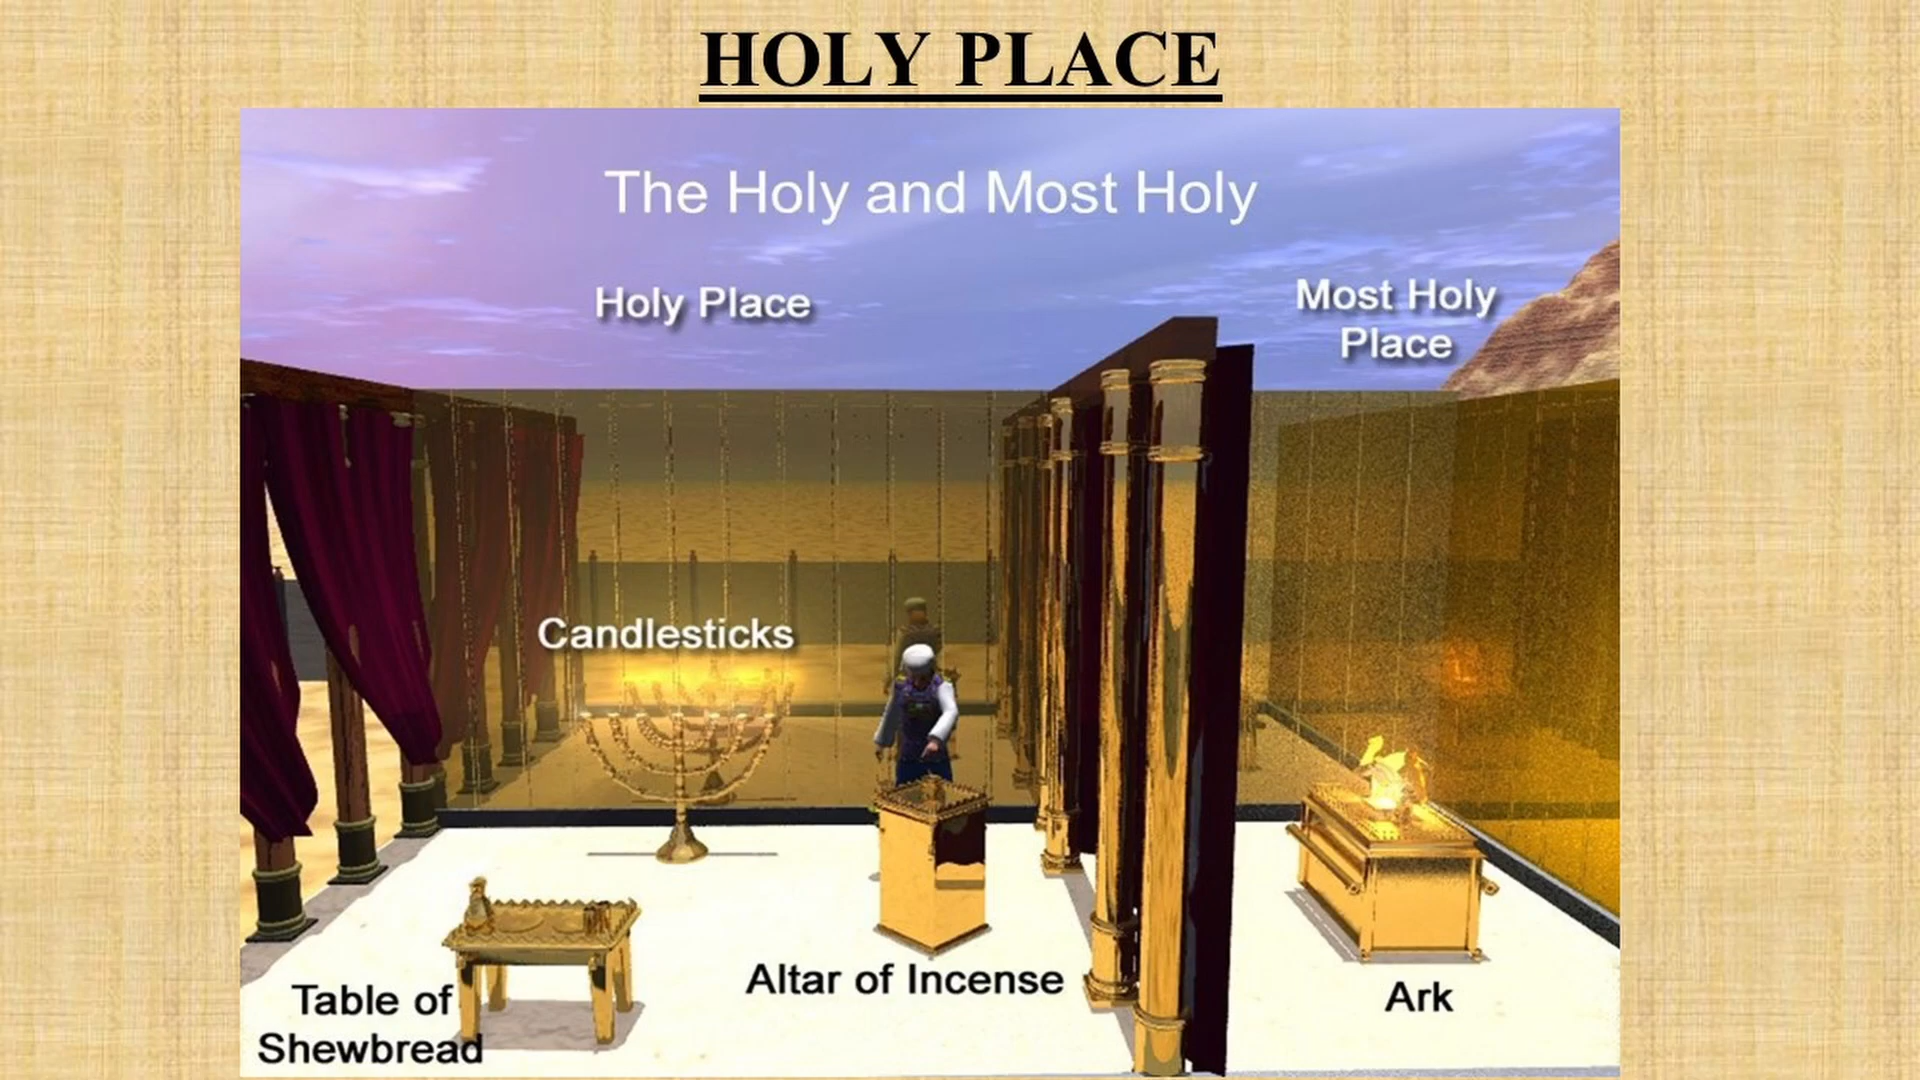 HOLY PLACE
The Holy and Most Holy
Holy Place
Most Holy
Place
Candlesticks
Altar of Incense
Table of
Shewbread
Ark